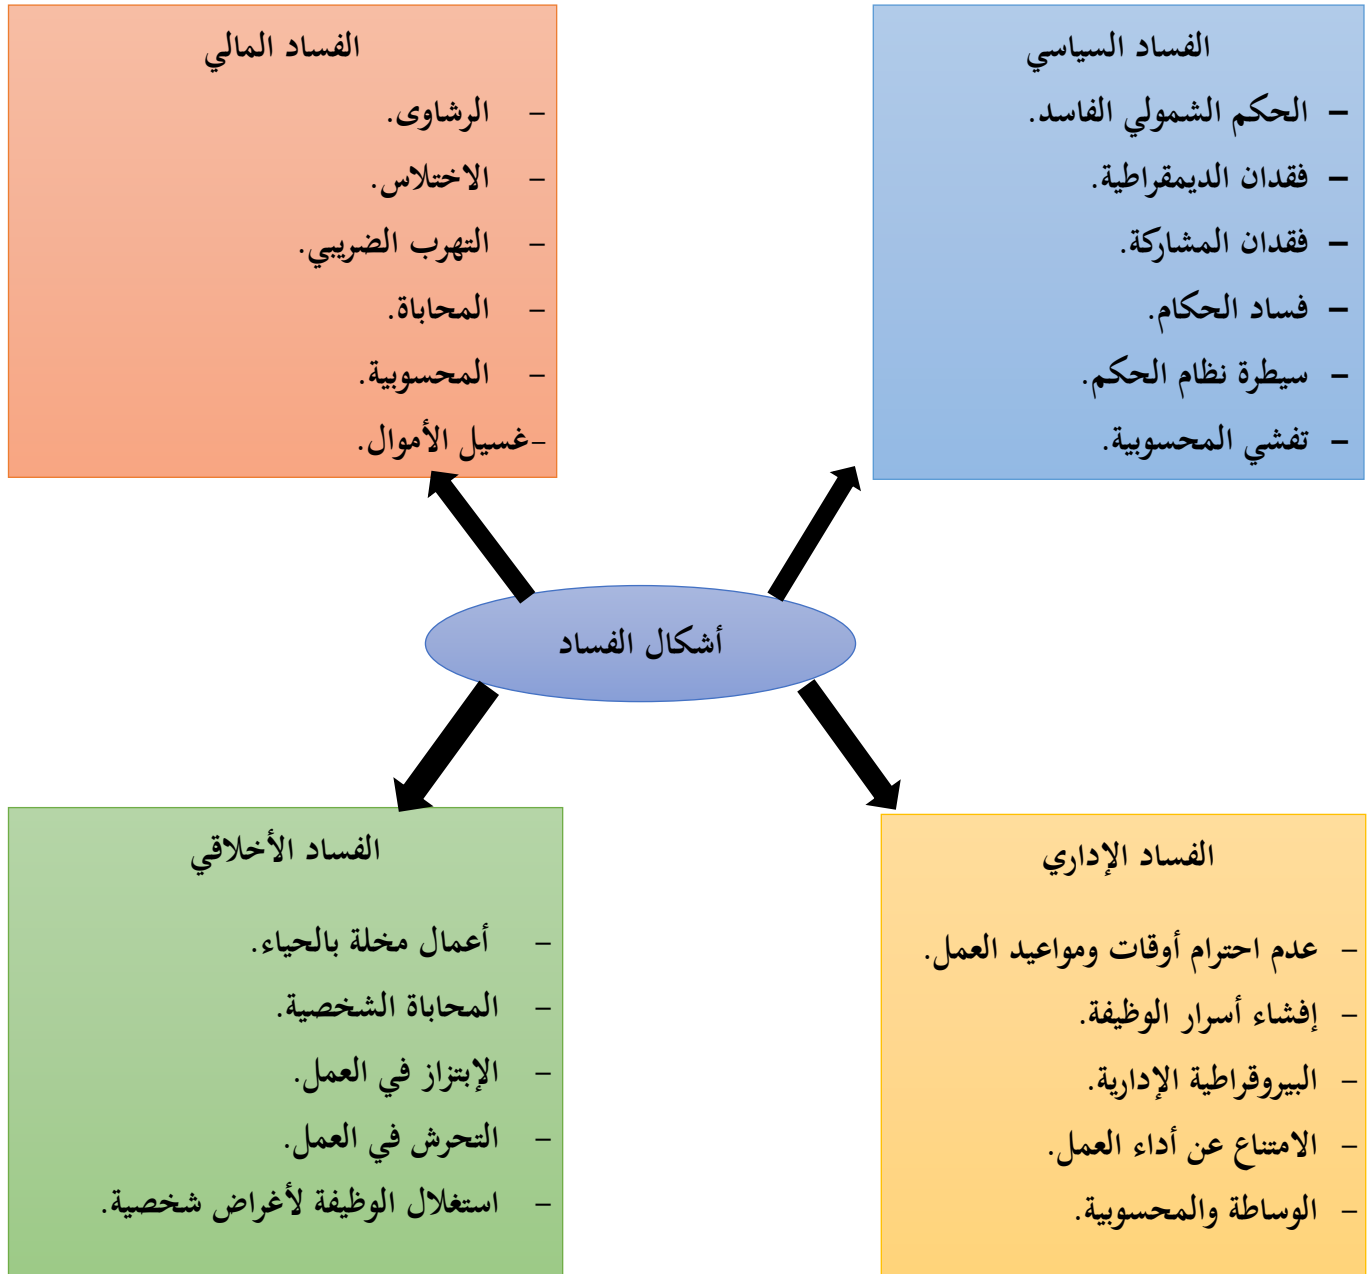 الفساد السياسي
– الحكم الشمولي الفاسد.
– فقدان الديمقراطية.
– فقدان المشاركة.
– فساد الحكام.
– سيطرة نظام الحكم.
– تفشي المحسوبية.
الفساد المالي
– الرشاوى.
– الاختلاس.
– التهرب الضريبي.
– المحاباة.
– المحسوبية.
–غسيل الأموال.
أشكال الفساد
الفساد الإداري
– عدم احترام أوقات ومواعيد العمل.
– إفشاء أسرار الوظيفة.
– البيروقراطية الإدارية.
– الامتناع عن أداء العمل.
– الوساطة والمحسوبية.
الفساد الأخلاقي
– أعمال مخلة بالحياء.
– المحاباة الشخصية.
– الإبتزاز في العمل.
– التحرش في العمل.
– استغلال الوظيفة لأغراض شخصية.